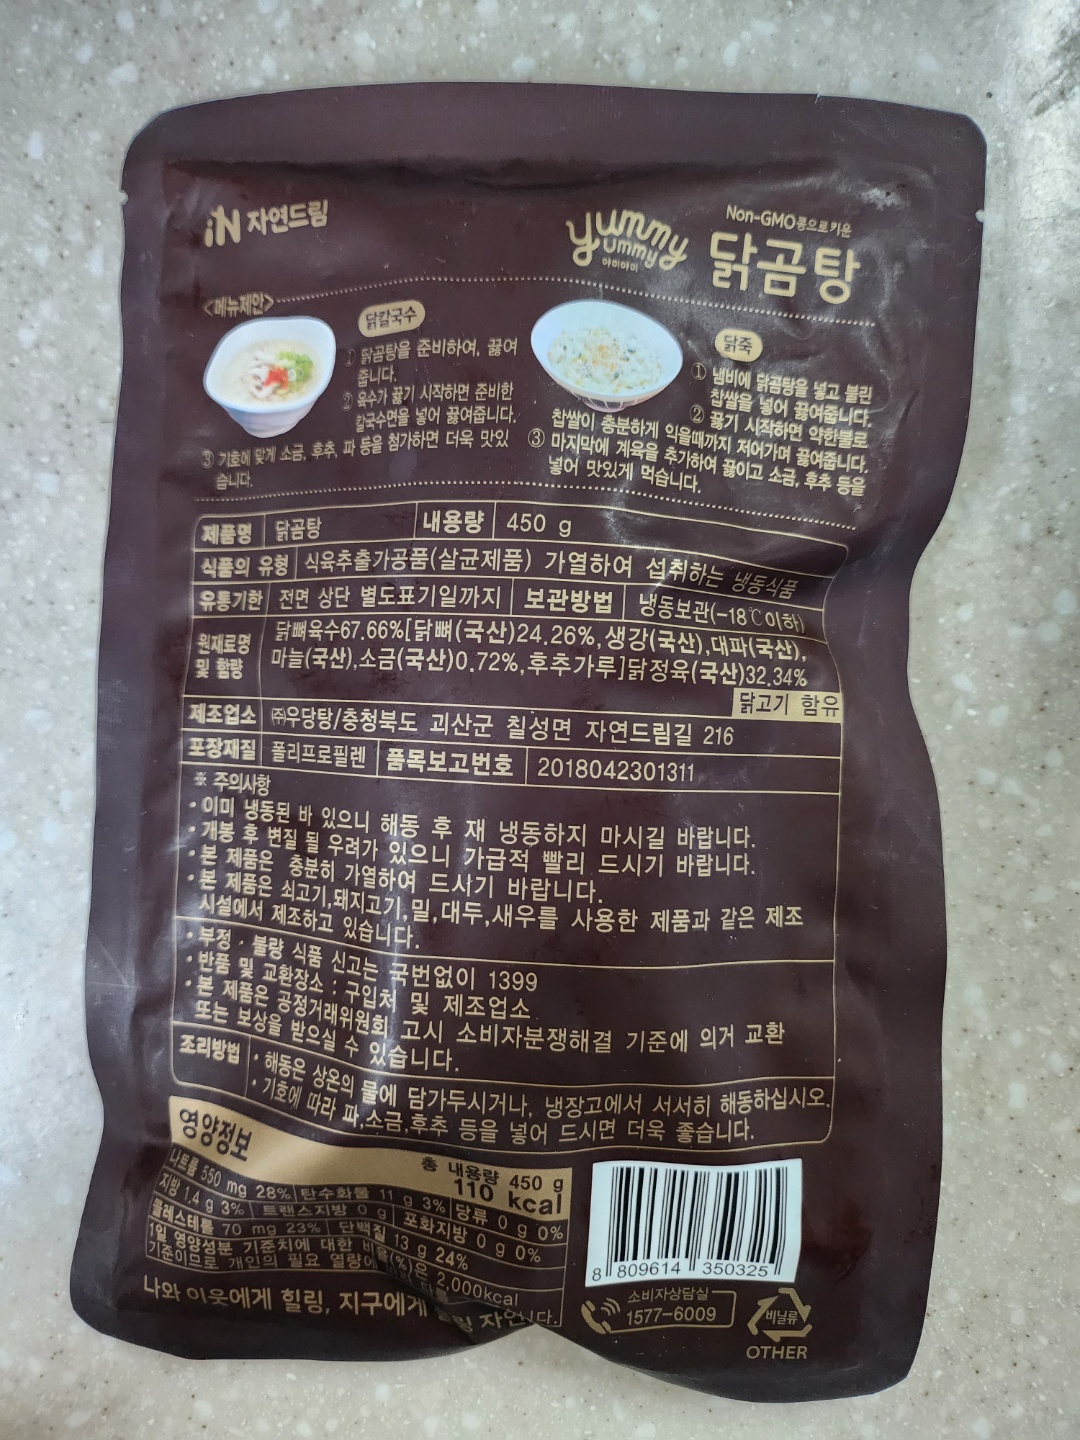 iN 자연드림
yummy
ummy
야미야미
Non-GMO콩으로키운
닭곰탕
<메뉴제안>
닭칼국수
① 닭곰탕을 준비하여, 끓여
줍니다.
② 육수가 끓기 시작하면 준비한
칼국수면을 넣어 끓여줍니다.
③ 기호에 맞게 소금, 후추, 파 등을 첨가하면 더욱 맛있
습니다.
닭죽
① 냄비에 닭곰탕을 넣고 불린
찹쌀을 넣어 끓여줍니다.
② 끓기 시작하면 약한불로
찹쌀이 충분하게 익을때까지 저어가며 끓여줍니다.
③ 마지막에 계육을 추가하여 끓이고 소금, 후추 등을
넣어 맛있게 먹습니다.
제품명 닭곰탕 내용량 450 g
식품의 유형 식육추출가공품(살균제품) 가열하여 섭취하는 냉동식품
유통기한 전면 상단 별도표기일까지 보관방법 냉동보관(-18℃이하)
원재료명 및 함량 닭뼈육수67.66%[닭뼈(국산)24.26%,생강(국산),대파(국산),
마늘(국산),소금(국산)0.72%,후추가루]닭정육(국산)32.34%
닭고기 함유
제조업소 ㈜우당탕/충청북도 괴산군 칠성면 자연드림길 216
포장재질 폴리프로필렌 품목보고번호 2018042301311
※ 주의사항
• 이미 냉동된 바 있으니 해동 후 재 냉동하지 마시길 바랍니다.
• 개봉 후 변질 될 우려가 있으니 가급적 빨리 드시기 바랍니다.
• 본 제품은 충분히 가열하여 드시기 바랍니다.
• 본 제품은 쇠고기,돼지고기,밀,대두,새우를 사용한 제품과 같은 제조
시설에서 제조하고 있습니다.
• 부정·불량 식품 신고는 국번없이 1399
• 반품 및 교환장소 : 구입처 및 제조업소
• 본 제품은 공정거래위원회 고시 소비자분쟁해결 기준에 의거 교환
또는 보상을 받으실 수 있습니다.
조리방법 • 해동은 상온의 물에 담가두시거나, 냉장고에서 서서히 해동하십시오.
• 기호에 따라 파,소금,후추 등을 넣어 드시면 더욱 좋습니다.
영양정보
총 내용량 450 g
110 kcal
나트륨 550 mg 28% 탄수화물 11 g 3% 당류 0 g 0%
지방 1.4 g 3% 트랜스지방 0 g 포화지방 0 g 0%
콜레스테롤 70 mg 23% 단백질 13 g 24%
1일 영양성분 기준치에 대한 비율(%)은 2,000kcal
기준이므로 개인의 필요 열량에
나와 이웃에게 힐링, 지구에게 힐링 자연
8 809614 350325
소비자상담실
1577-6009
비닐류
OTHER